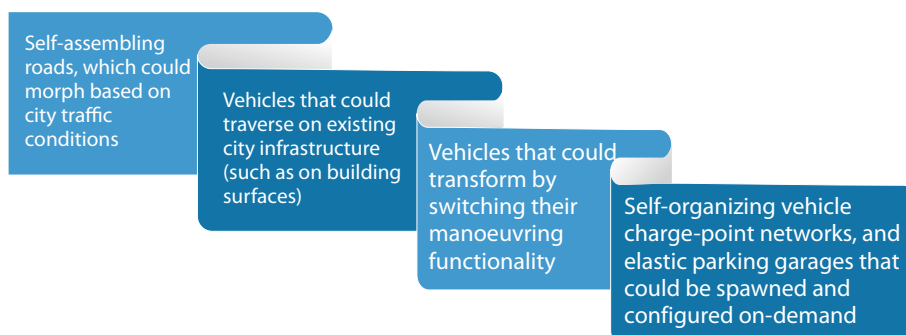 Self-assembling
roads, which could
morph based on
city traffic
conditions
Vehicles that could
traverse on existing
city infrastructure
(such as on building
surfaces)
Vehicles that could
transform by
switching their
manoeuvring
functionality
Self-organizing vehicle
charge-point networks, and
elastic parking garages that
could be spawned and
configured on-demand